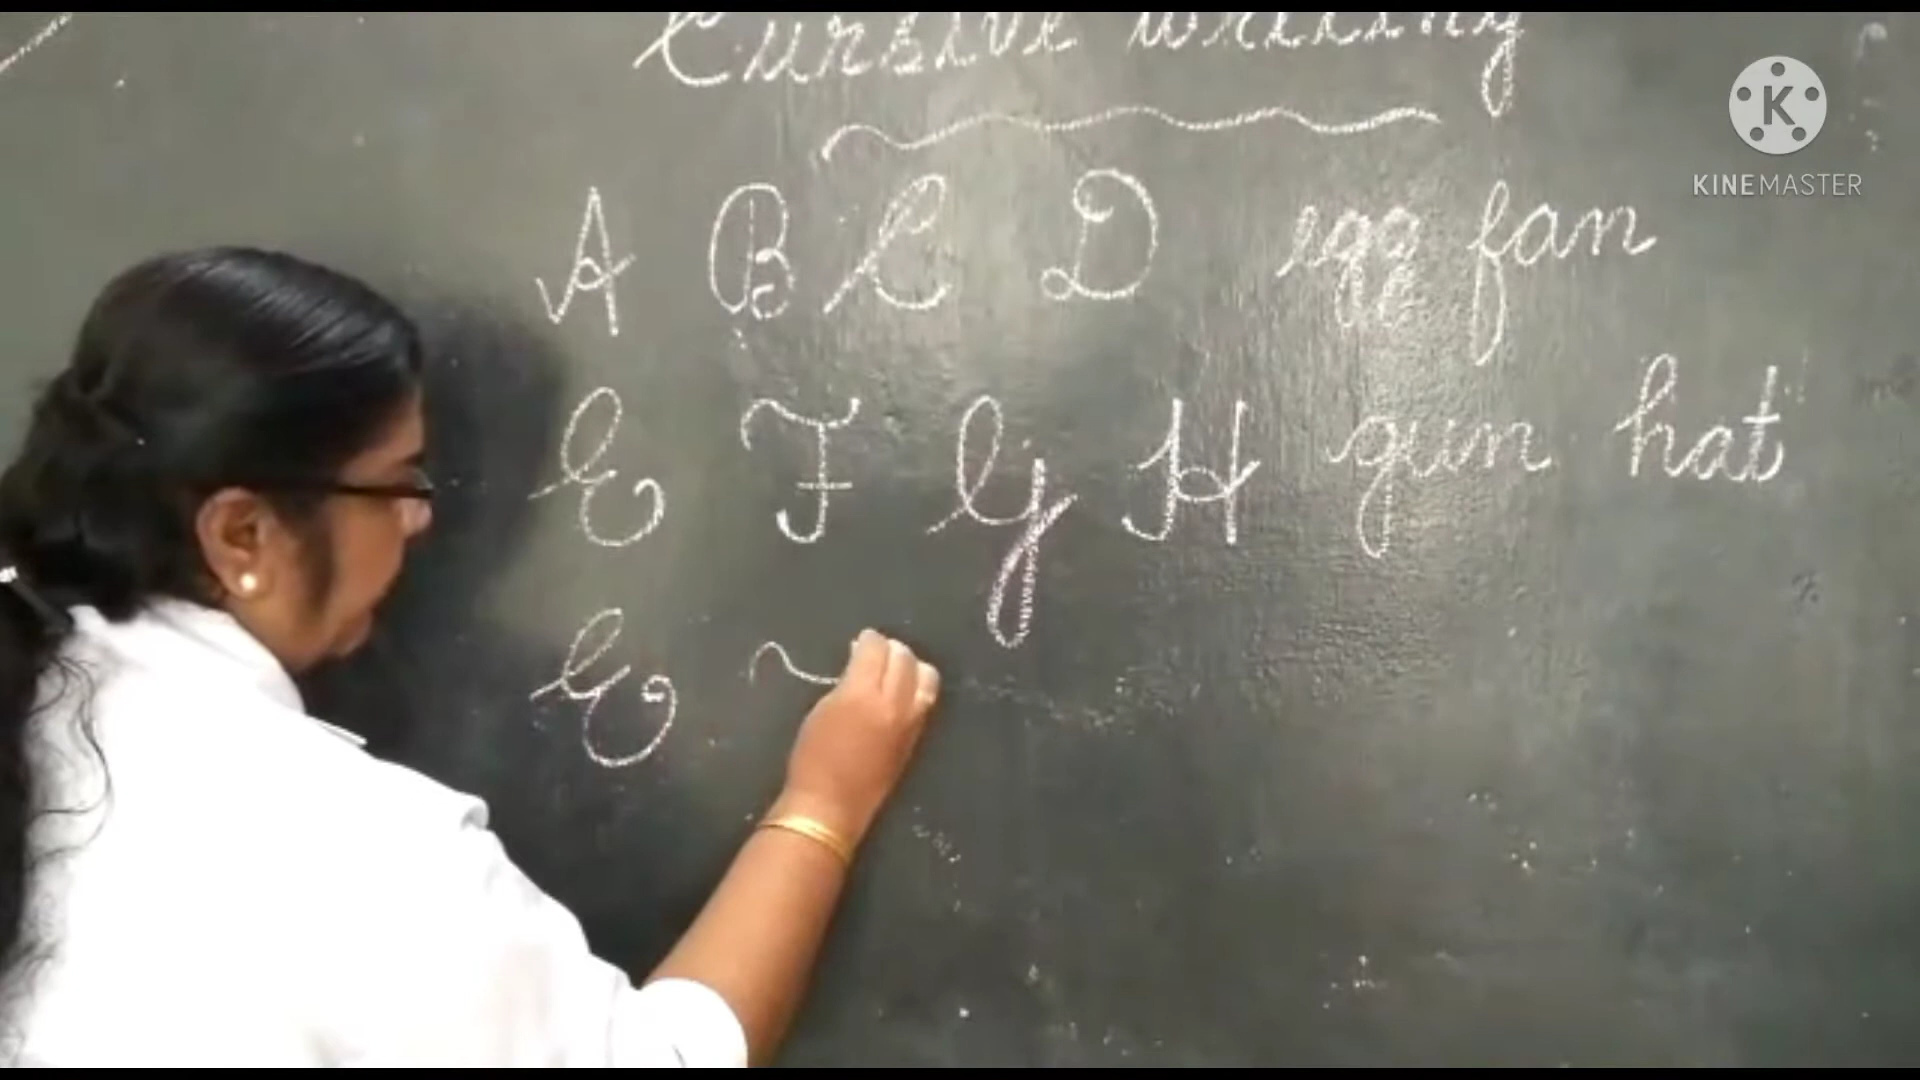 Cursive writing
KINEMASTER
A B C D egg fan
E F G H gun hat
E